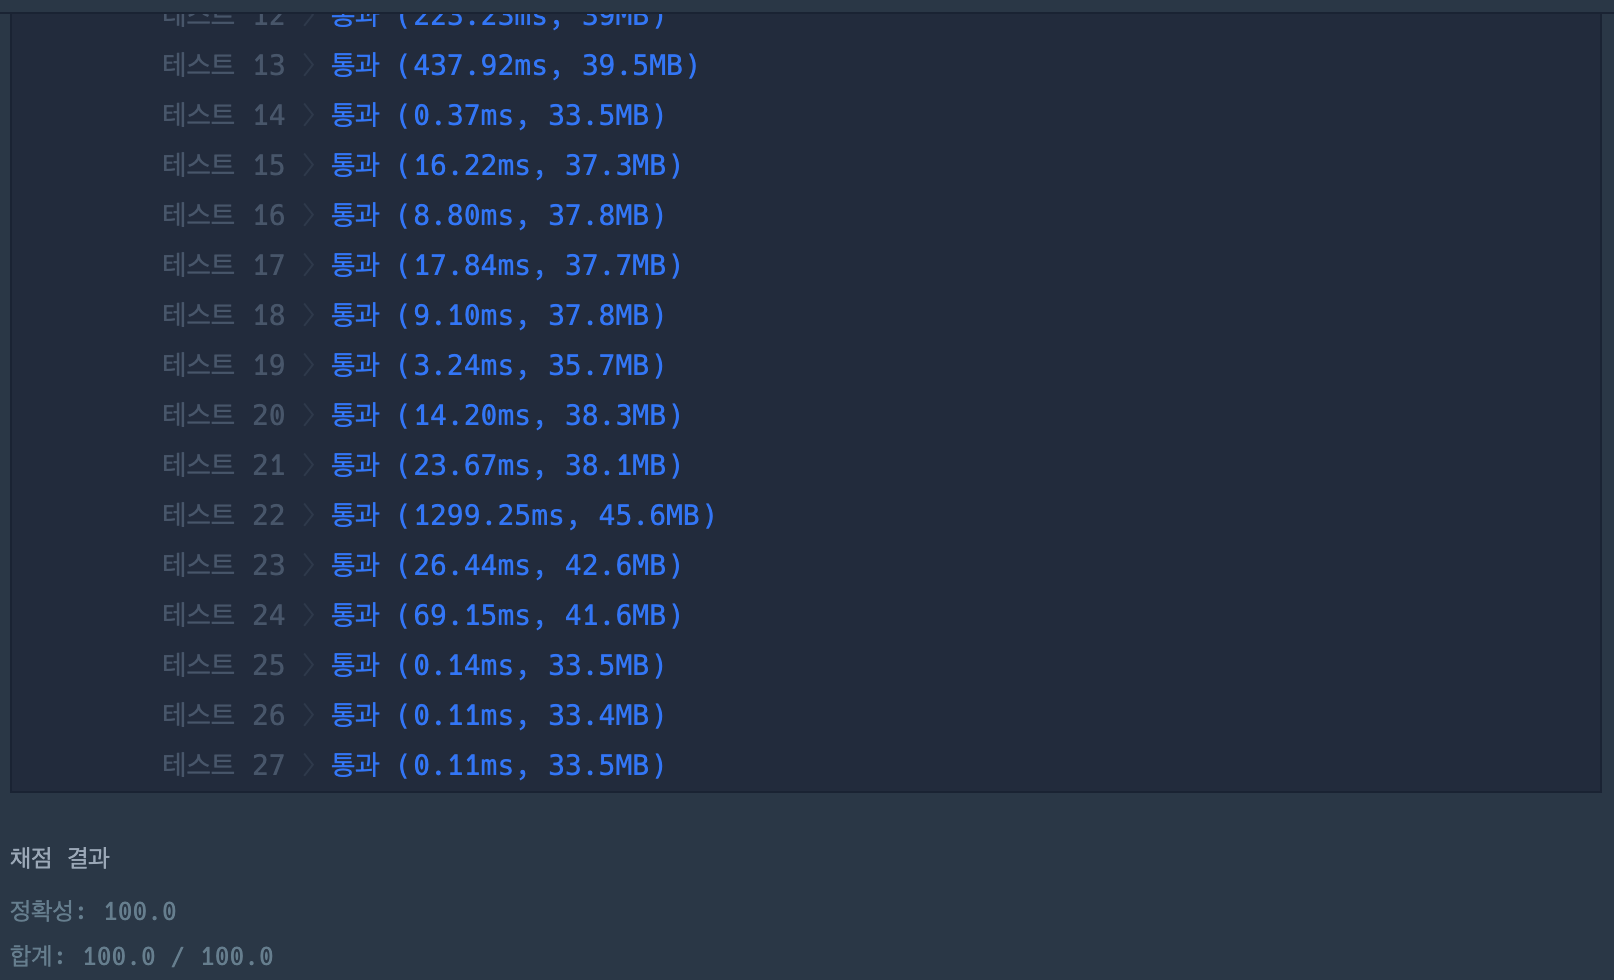 테스트 12 〉 통과 (223.23ms, 39MB)
테스트 13 〉 통과 (437.92ms, 39.5MB)
테스트 14 〉 통과 (0.37ms, 33.5MB)
테스트 15 〉 통과 (16.22ms, 37.3MB)
테스트 16 〉 통과 (8.80ms, 37.8MB)
테스트 17 〉 통과 (17.84ms, 37.7MB)
테스트 18 〉 통과 (9.10ms, 37.8MB)
테스트 19 〉 통과 (3.24ms, 35.7MB)
테스트 20 〉 통과 (14.20ms, 38.3MB)
테스트 21 〉 통과 (23.67ms, 38.1MB)
테스트 22 〉 통과 (1299.25ms, 45.6MB)
테스트 23 〉 통과 (26.44ms, 42.6MB)
테스트 24 〉 통과 (69.15ms, 41.6MB)
테스트 25 〉 통과 (0.14ms, 33.5MB)
테스트 26 〉 통과 (0.11ms, 33.4MB)
테스트 27 〉 통과 (0.11ms, 33.5MB)
채점 결과
정확성: 100.0
합계: 100.0 / 100.0